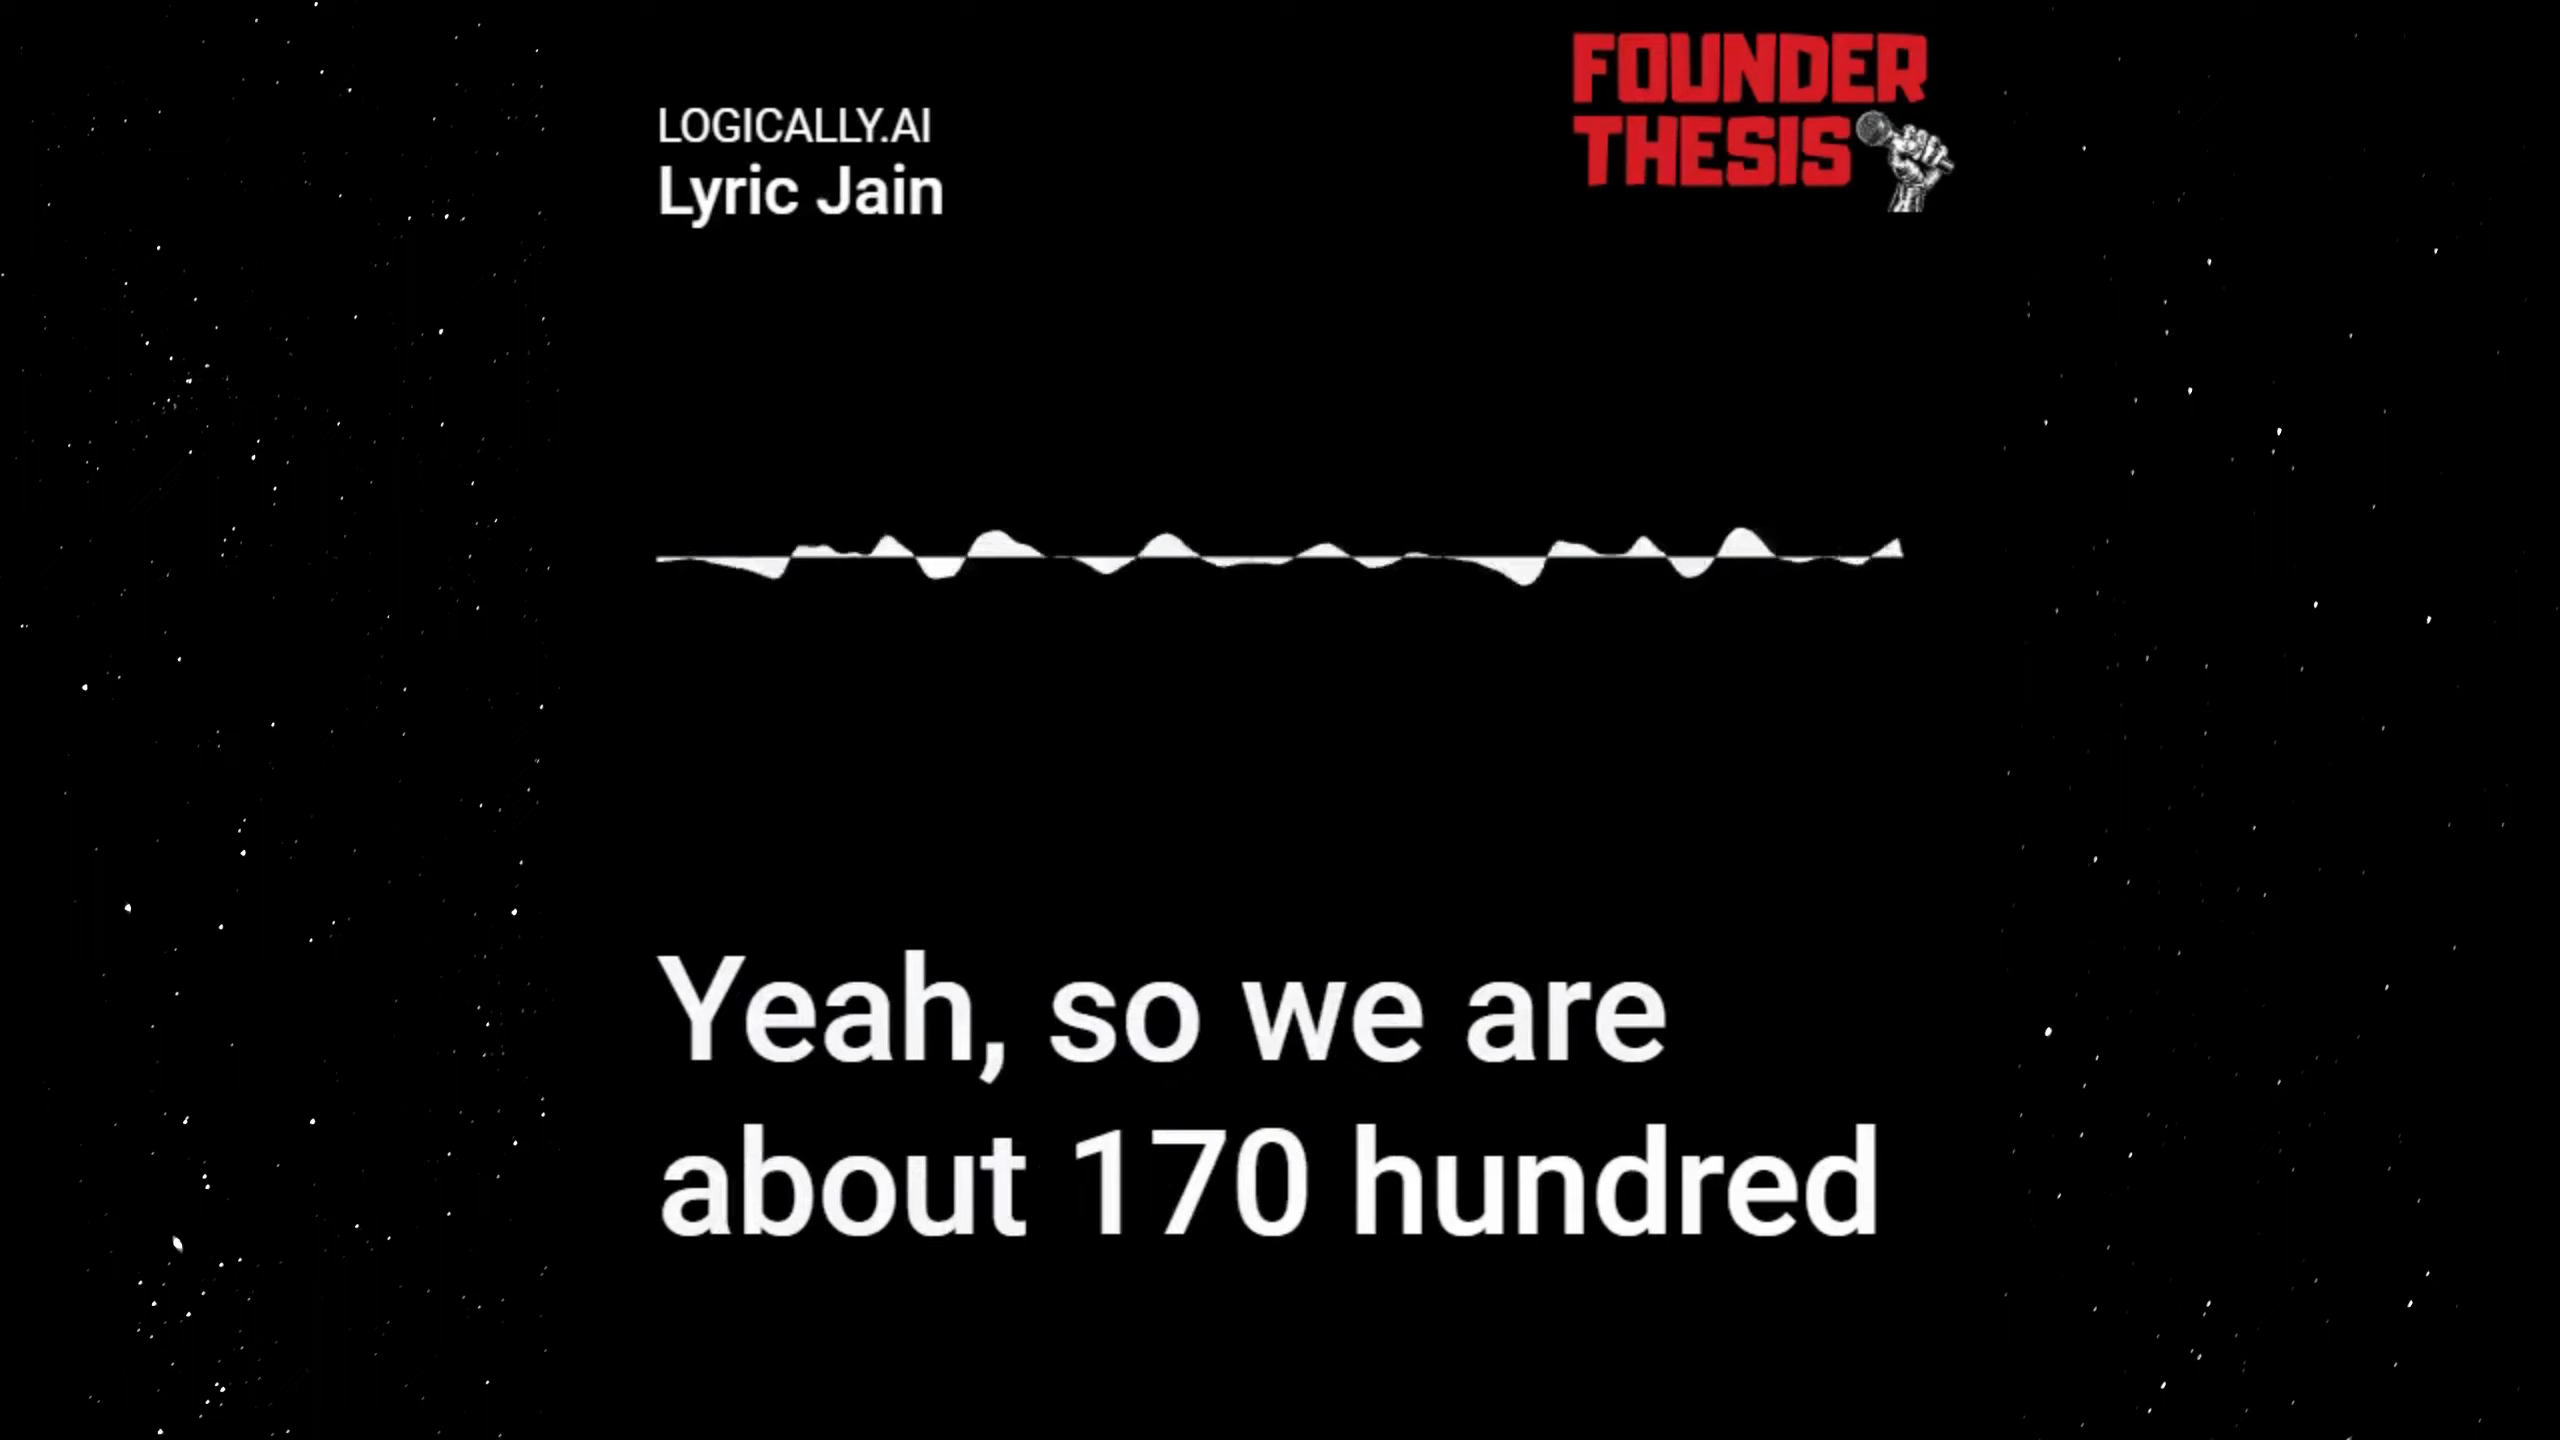 LOGICALLY.AI
Lyric Jain
FOUNDER
THESIS
Yeah, so we are
about 170 hundred